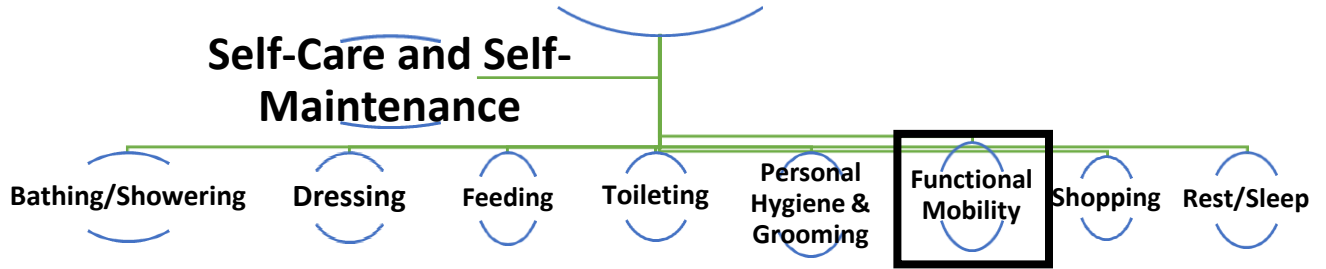 Self-Care and Self-
Maintenance
Bathing/Showering
Dressing
Feeding
Toileting
Personal
Hygiene &
Grooming
Functional
Mobility
Shopping
Rest/Sleep